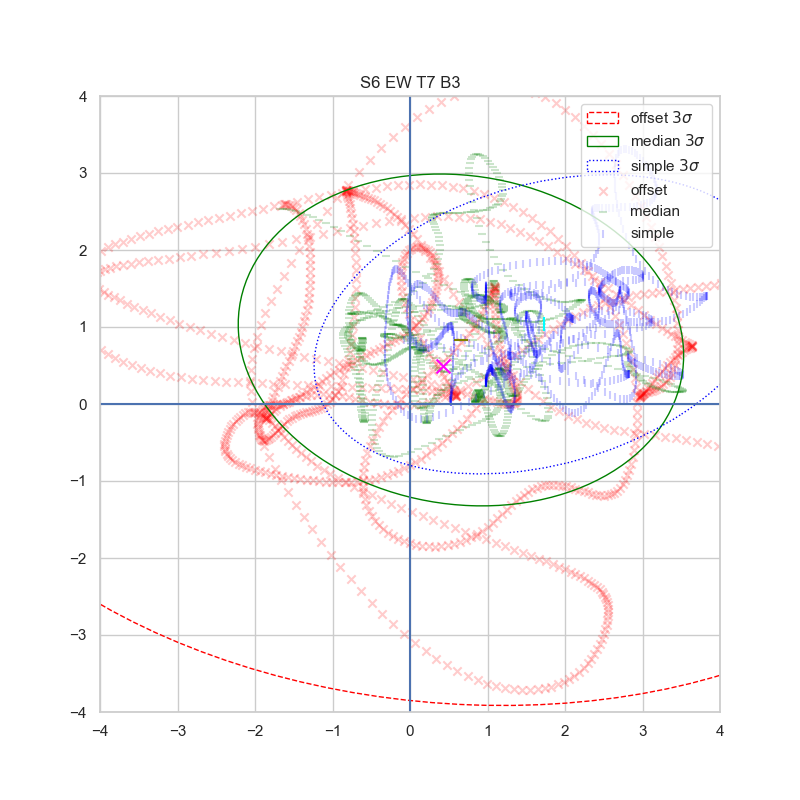 S6 EW T7 B3
offset 3σ
median 3σ
simple 3σ
offset
median
simple
4
3
2
1
0
−1
−2
−3
−4
−4 −3 −2 −1 0 1 2 3 4